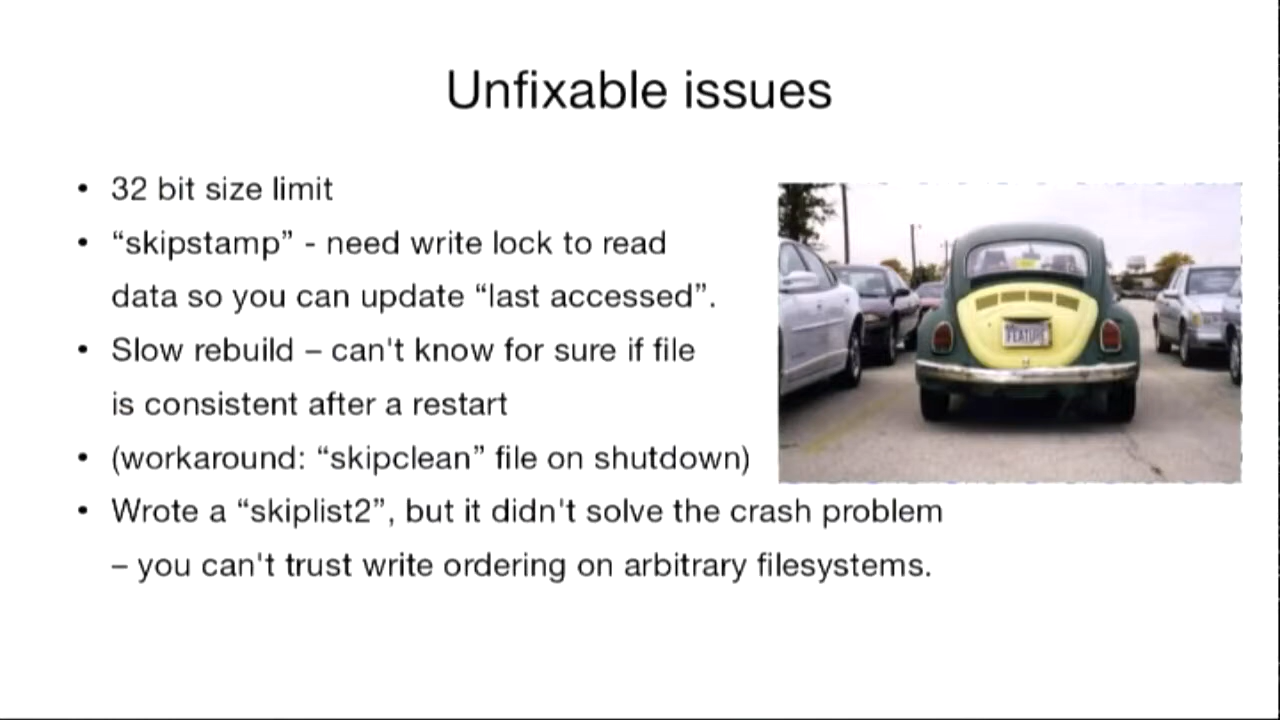 Unfixable issues
• 32 bit size limit
• “skipstamp” - need write lock to read
data so you can update “last accessed”.
• Slow rebuild – can't know for sure if file
is consistent after a restart
• (workaround: “skipclean” file on shutdown)
• Wrote a “skiplist2”, but it didn't solve the crash problem
– you can't trust write ordering on arbitrary filesystems.
FEATURE